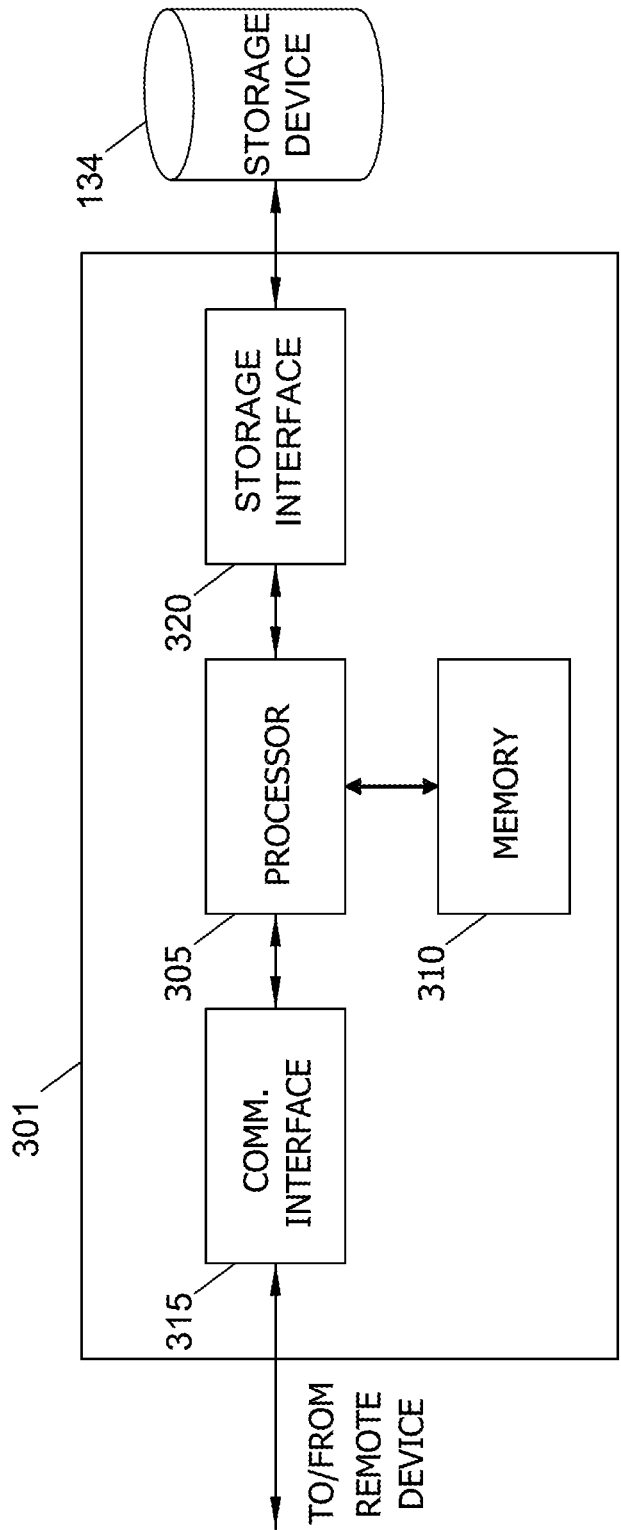 301
134
315
COMM.
INTERFACE
305
PROCESSOR
320
STORAGE
INTERFACE
STORAGE
DEVICE
TO/FROM
REMOTE
DEVICE
310
MEMORY